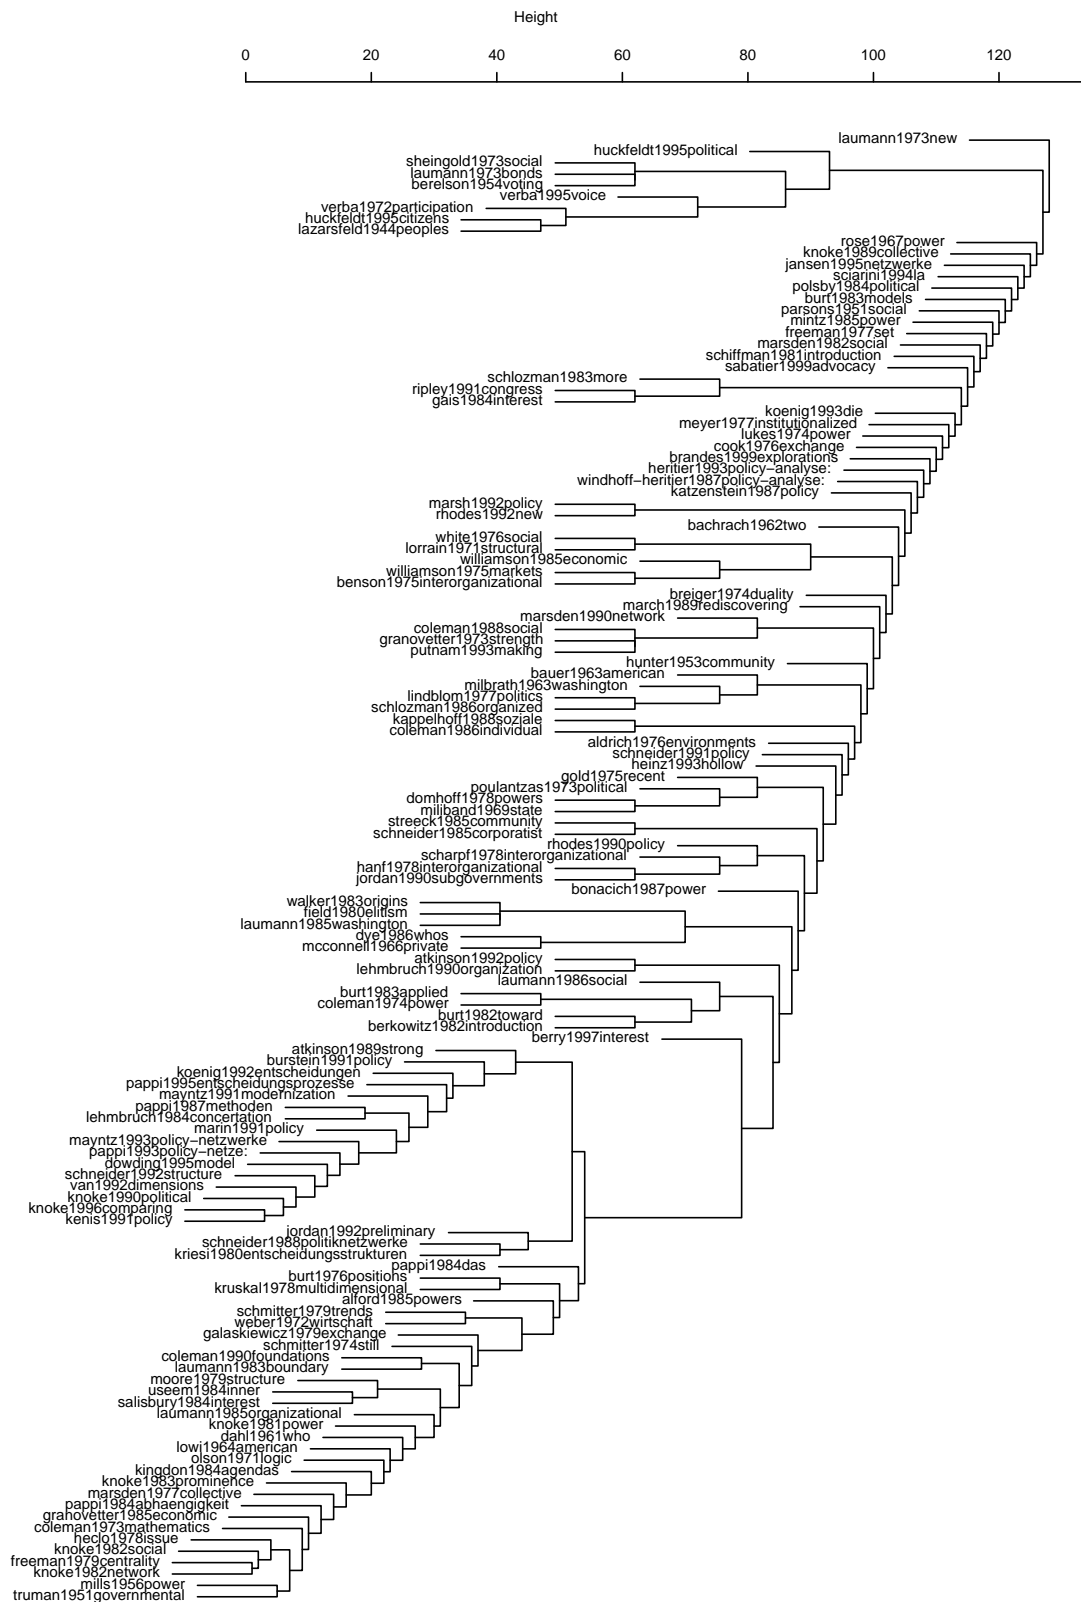 Height
0 20 40 60 80 100 120
laumann1973new
huckfeldt1995political
sheingold1973social
laumann1973bonds
berelson1954voting
verba1995voice
verba1972participation
huckfeldt1995citizens
lazarsfeld1944peoples
rose1967power
knoke1989collective
jansen1995netzwerke
sciarini1994la
polsby1984political
burt1983models
parsons1951social
mintz1985power
freeman1977set
marsden1982social
schiffman1981introduction
sabatier1999advocacy
schlozman1983more
ripley1991congress
gais1984interest
koenig1993die
meyer1977institutionalized
lukes1974power
cook1976exchange
brandes1999explorations
heritier1993policy−analyse:
windhoff−heritier1987policy−analyse:
katzenstein1987policy
marsh1992policy
rhodes1992new
bachrach1962two
white1976social
lorrain1971structural
williamson1985economic
williamson1975markets
benson1975interorganizational
breiger1974duality
march1989rediscovering
marsden1990network
coleman1988social
granovetter1973strength
putnam1993making
hunter1953community
bauer1963american
milbrath1963washington
lindblom1977politics
schlozman1986organized
kappelhoff1988soziale
coleman1986individual
aldrich1976environments
schneider1991policy
heinz1993hollow
gold1975recent
poulantzas1973political
domhoff1978powers
miliband1969state
streeck1985community
schneider1985corporatist
rhodes1990policy
scharpf1978interorganizational
hanf1978interorganizational
jordan1990subgovernments
bonacich1987power
walker1983origins
field1980elitism
laumann1985washington
dye1986whos
mcconnell1966private
atkinson1992policy
lehmbruch1990organization
laumann1986social
burt1983applied
coleman1974power
burt1982toward
berkowitz1982introduction
berry1997interest
atkinson1989strong
burstein1991policy
koenig1992entscheidungen
pappi1995entscheidungsprozesse
mayntz1991modernization
pappi1987methoden
lehmbruch1984concertation
marin1991policy
mayntz1993policy−netzwerke
pappi1993policy−netze:
dowding1995model
schneider1992structure
van1992dimensions
knoke1990political
knoke1996comparing
kenis1991policy
jordan1992preliminary
schneider1988politiknetzwerke
kriesi1980entscheidungsstrukturen
pappi1984das
burt1976positions
kruskal1978multidimensional
alford1985powers
schmitter1979trends
weber1972wirtschaft
galaskiewicz1979exchange
schmitter1974still
coleman1990foundations
laumann1983boundary
moore1979structure
useem1984inner
salisbury1984interest
laumann1985organizational
knoke1981power
dahl1961who
lowi1964american
olson1971logic
kingdon1984agendas
knoke1983prominence
marsden1977collective
pappi1984abhaengigkeit
granovetter1985economic
coleman1973mathematics
heclo1978issue
knoke1982social
freeman1979centrality
knoke1982network
mills1956power
truman1951governmental